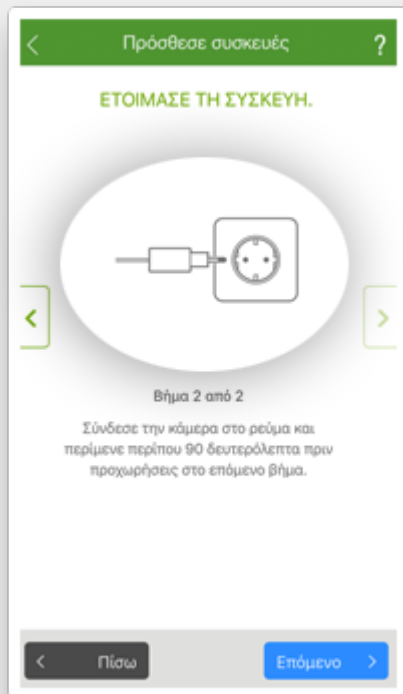 Πρόσθεσε συσκευές ?
ΕΤΟΙΜΑΣΕ ΤΗ ΣΥΣΚΕΥΗ.
Βήμα 2 από 2
Σύνδεσε την κάμερα στο ρεύμα και
περίμενε περίπου 90 δευτερόλεπτα πριν
προχωρήσεις στο επόμενο βήμα.
Πίσω
Επόμενο